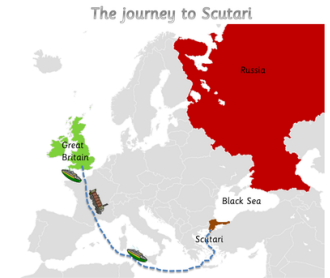 The journey to Scutari
Russia
Great
Britain
Black Sea
Scutari